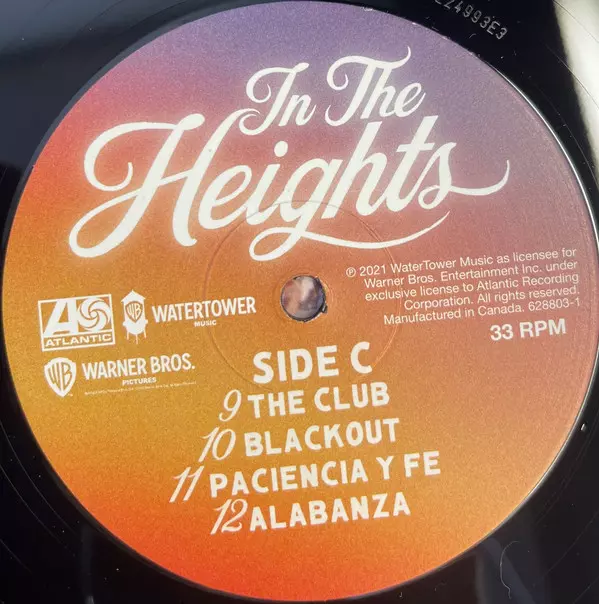 In The
Heights
℗ 2021 WaterTower Music as licensee for
Warner Bros. Entertainment Inc. under
exclusive license to Atlantic Recording
Corporation. All rights reserved.
Manufactured in Canada. 628803-1
33 RPM
ATLANTIC
WB WATERTOWER
MUSIC
WB WARNER BROS.
PICTURES
SIDE C
9 THE CLUB
10 BLACKOUT
11 PACIENCIA Y FE
12 ALABANZA